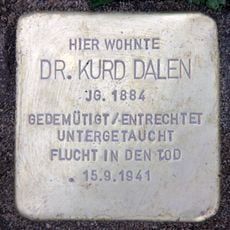 HIER WOHNTE
DR. KURD DALEN
JG. 1884
GEDEMÜTIGT/-ENTRECHTET
UNTERGETAUCHT
FLUCHT IN DEN TOD
15.9.1941